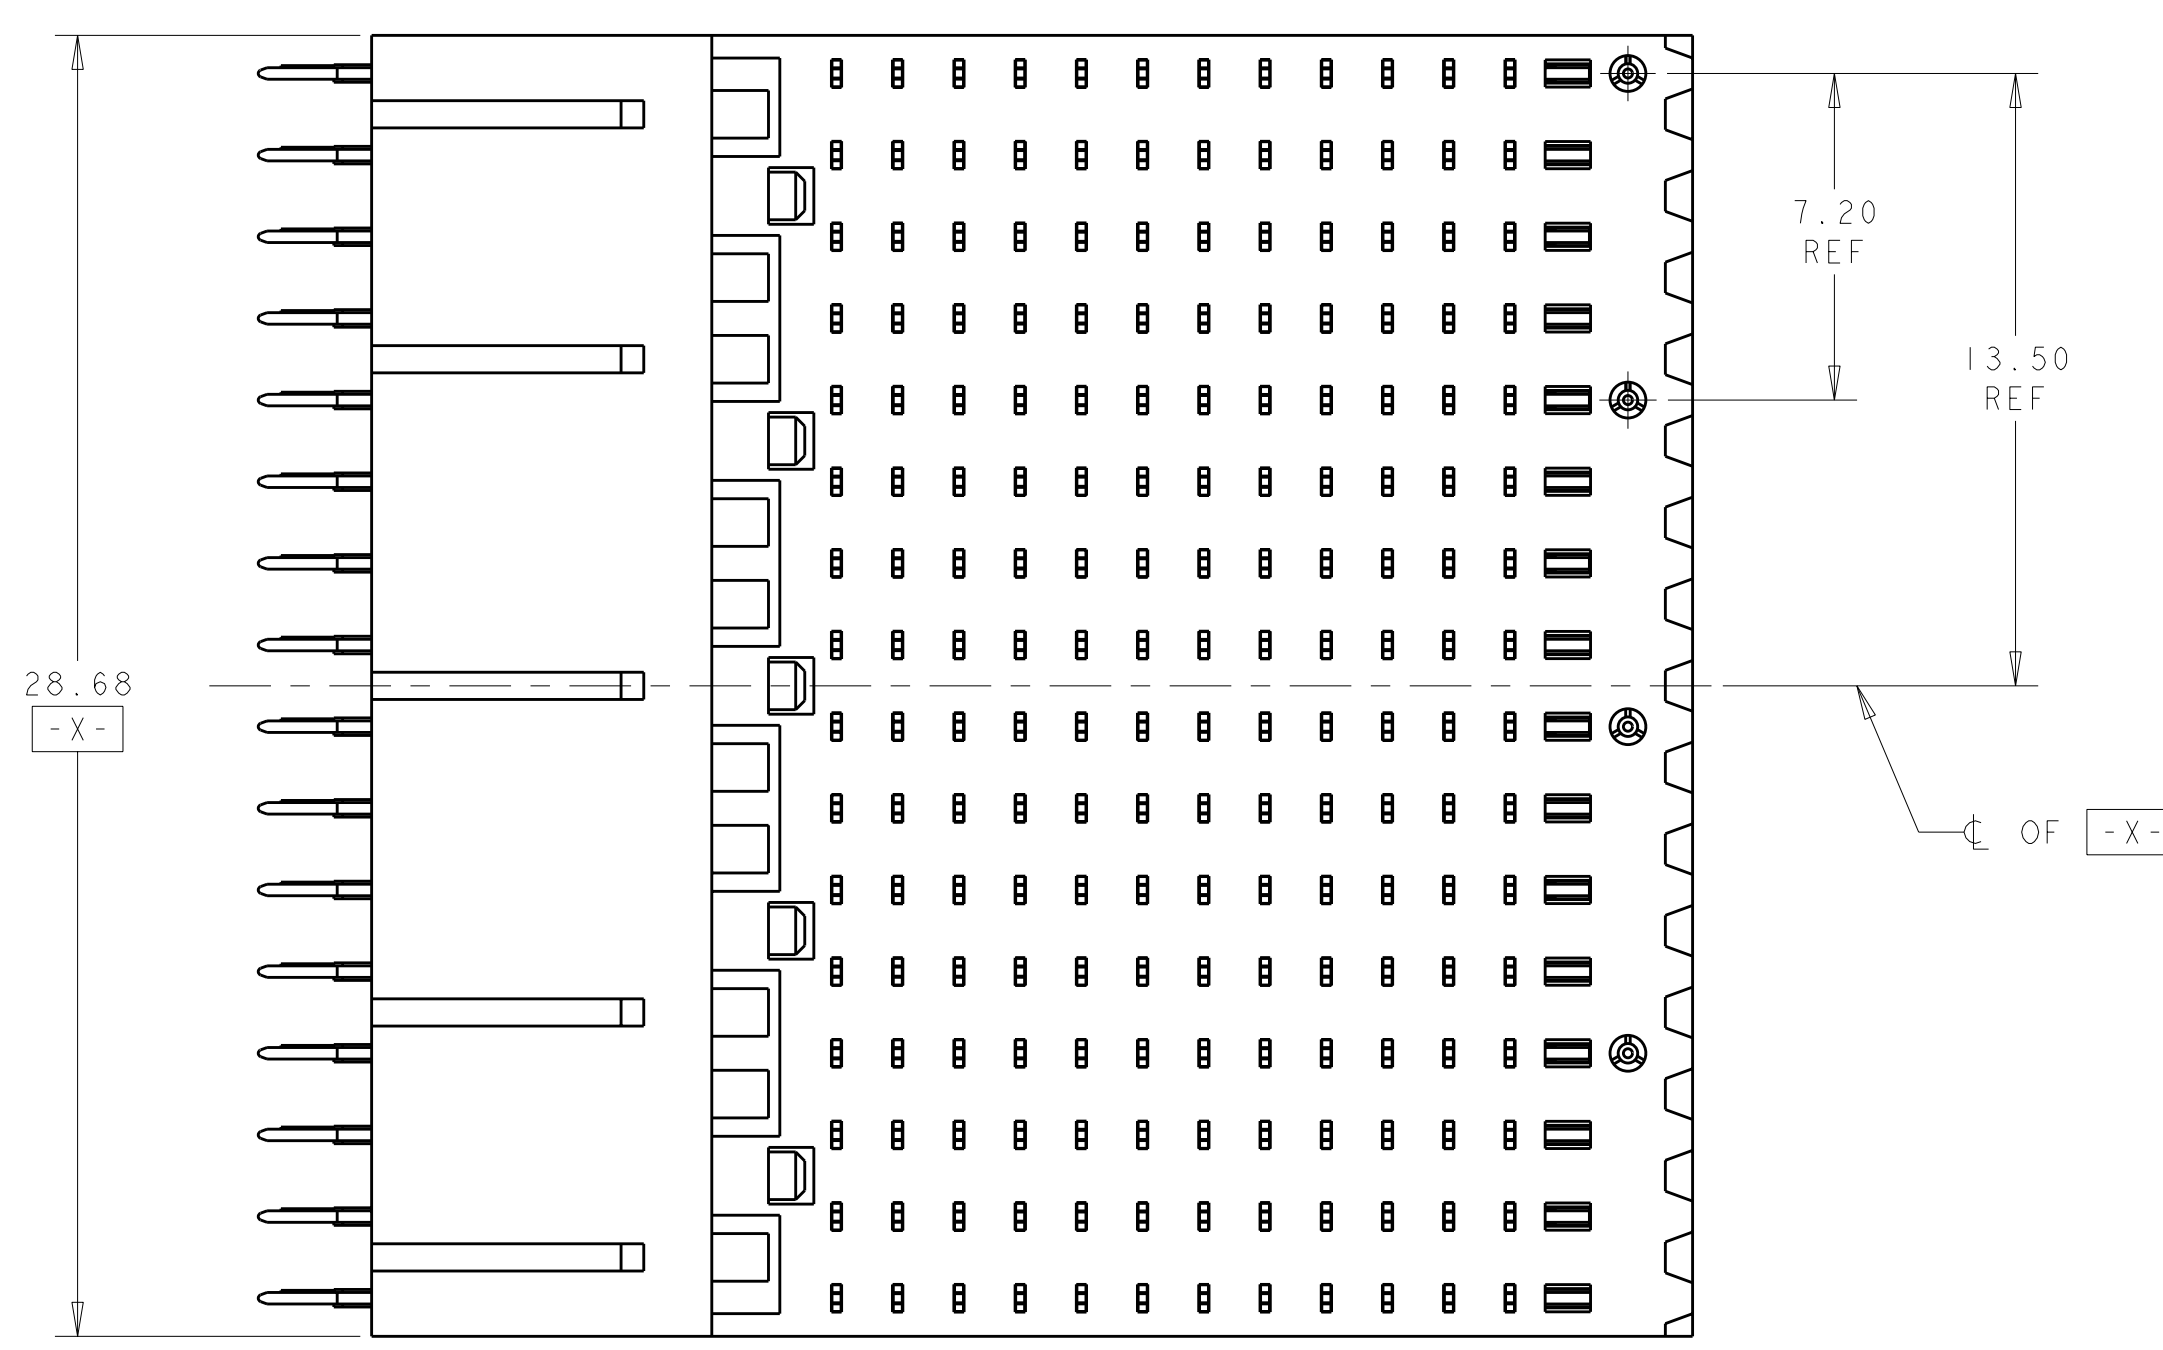 7.20
REF
13.50
REF
28.68
-X-
℄ OF -X-